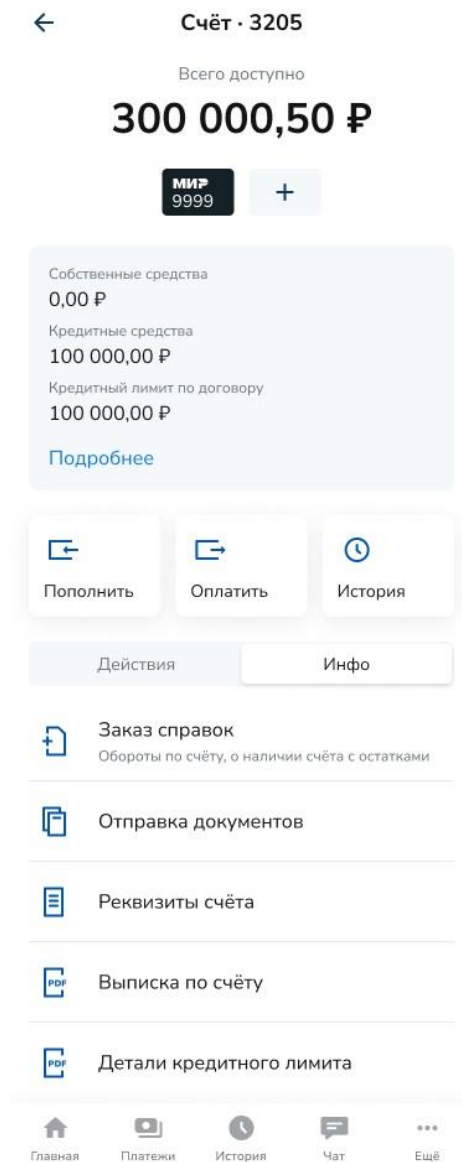 Счёт · 3205
Всего доступно
300 000,50 ₽
МИР
9999
+
Собственные средства
0,00 ₽
Кредитные средства
100 000,00 ₽
Кредитный лимит по договору
100 000,00 ₽
Подробнее
Пополнить Оплатить История
Действия Инфо
Заказ справок
Обороты по счёту, о наличии счёта с остатками
Отправка документов
Реквизиты счёта
PDF Выписка по счёту
PDF Детали кредитного лимита
Главная Платежи История Чат Ещё